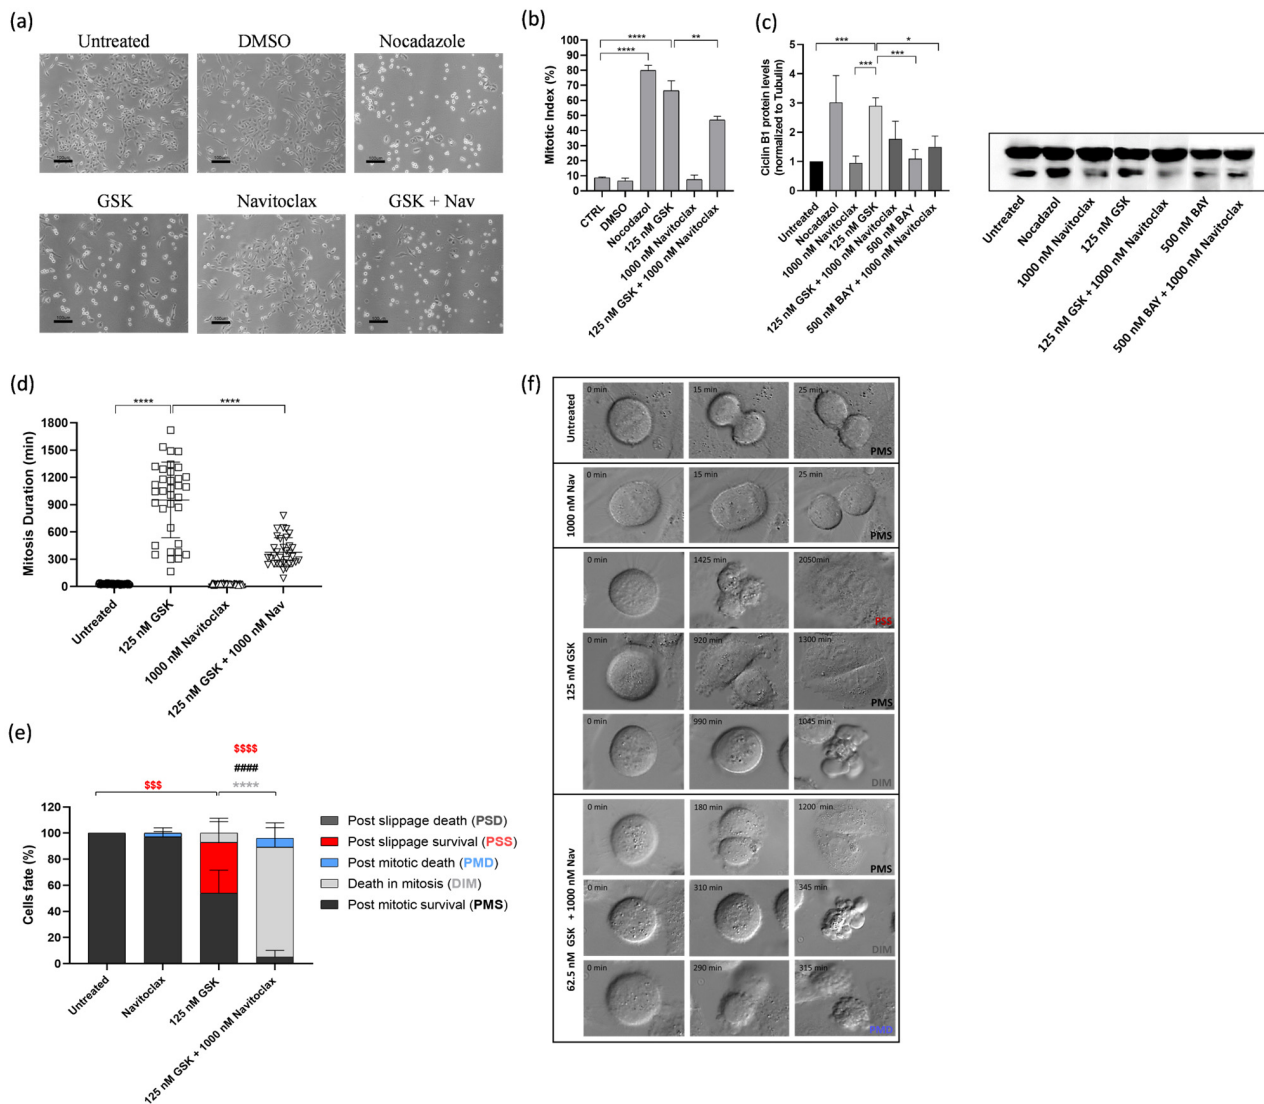 (a)
Untreated
DMSO
Nocadazole
GSK
Navitoclax
GSK + Nav
(b)
****
****
**
Mitotic Index (%)
100
90
80
70
60
50
40
30
20
10
0
CTRL
DMSO
Nocodazol
125 nM GSK
1000 nM Navitoclax
125 nM GSK + 1000 nM Navitoclax
(c)
***
*
***
***
Ciclin B1 protein levels
(normalized to Tubulin)
5
4
3
2
1
0
Untreated
Nocadazol
1000 nM Navitoclax
125 nM GSK
125 nM GSK + 1000 nM Navitoclax
500 nM BAY
500 nM BAY + 1000 nM Navitoclax
Untreated
Nocadazol
1000 nM Navitoclax
125 nM GSK
125 nM GSK + 1000 nM Navitoclax
500 nM BAY
500 nM BAY + 1000 nM Navitoclax
(d)
****
****
Mitosis Duration (min)
1800
1500
1200
900
600
300
0
Untreated
125 nM GSK
1000 nM Navitoclax
125 nM GSK + 1000 nM Nav
(e)
$$$$
####
$$$
****
Cells fate (%)
120
100
80
60
40
20
0
Untreated
Navitoclax
125 nM GSK
125 nM GSK + 1000 nM Navitoclax
Post slippage death (PSD)
Post slippage survival (PSS)
Post mitotic death (PMD)
Death in mitosis (DIM)
Post mitotic survival (PMS)
(f)
Untreated
0 min
15 min
25 min
PMS
1000 nM Nav
0 min
15 min
25 min
PMS
125 nM GSK
0 min
1425 min
2050min
PSS
0 min
920 min
1300 min
PMS
0 min
990 min
1045 min
DIM
62.5 nM GSK + 1000 nM Nav
0 min
180 min
1200 min
PMS
0 min
310 min
345 min
DIM
0 min
290 min
315 min
PMD